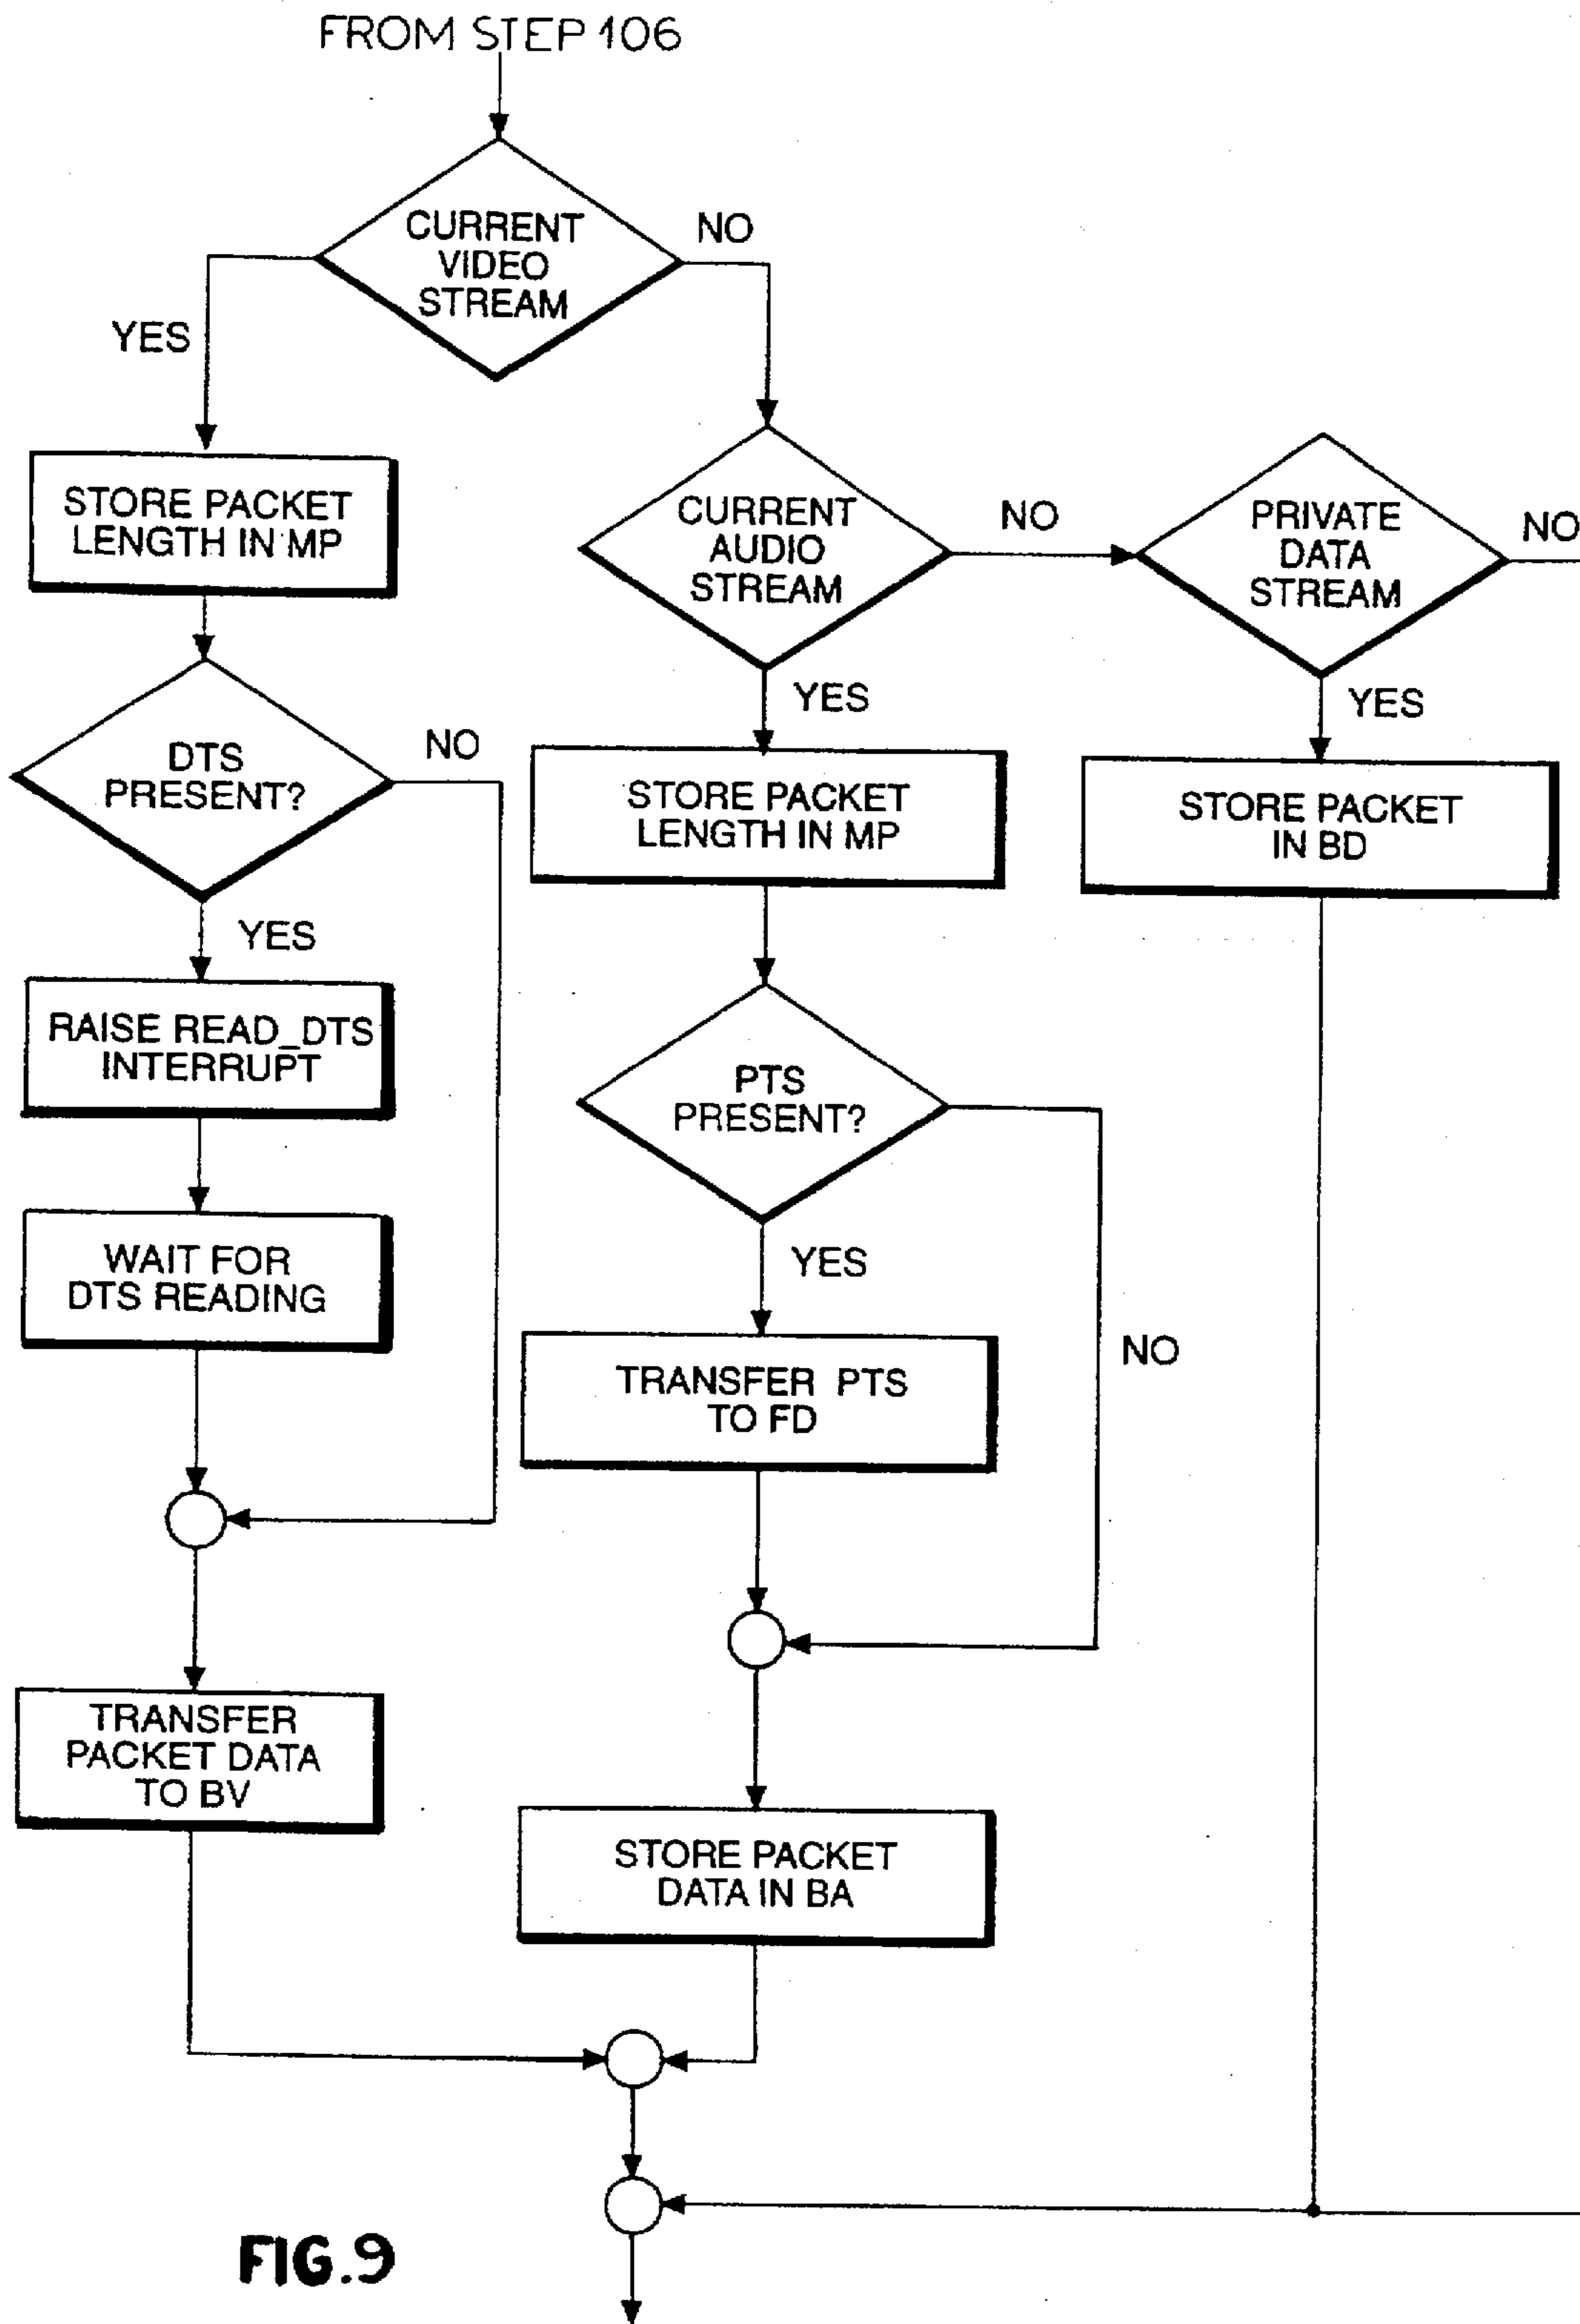 FROM STEP 106
CURRENT
VIDEO
STREAM
NO
YES
STORE PACKET
LENGTH IN MP
CURRENT
AUDIO
STREAM
NO
PRIVATE
DATA
STREAM
NO
YES
YES
DTS
PRESENT?
NO
STORE PACKET
LENGTH IN MP
STORE PACKET
IN BD
YES
RAISE READ_DTS
INTERRUPT
PTS
PRESENT?
WAIT FOR
DTS READING
YES
NO
TRANSFER PTS
TO FD
TRANSFER
PACKET DATA
TO BV
STORE PACKET
DATA IN BA
FIG.9